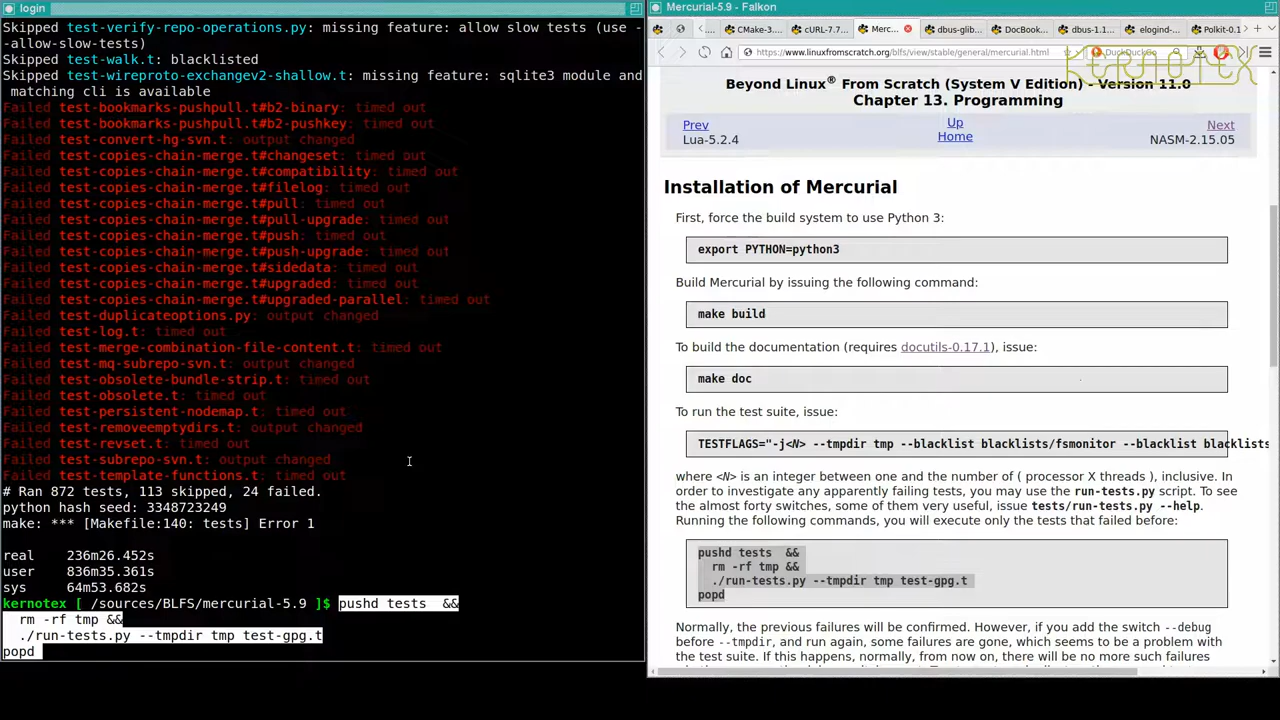 login
Skipped test-verify-repo-operations.py: missing feature: allow slow tests (use -
-allow-slow-tests)
Skipped test-walk.t: blacklisted
Skipped test-wireproto-exchangev2-shallow.t: missing feature: sqlite3 module and
 matching cli is available
Failed test-bookmarks-pushpull.t#b2-binary: timed out
Failed test-bookmarks-pushpull.t#b2-pushkey: timed out
Failed test-convert-hg-svn.t: output changed
Failed test-copies-chain-merge.t#changeset: timed out
Failed test-copies-chain-merge.t#compatibility: timed out
Failed test-copies-chain-merge.t#filelog: timed out
Failed test-copies-chain-merge.t#pull: timed out
Failed test-copies-chain-merge.t#pull-upgrade: timed out
Failed test-copies-chain-merge.t#push: timed out
Failed test-copies-chain-merge.t#push-upgrade: timed out
Failed test-copies-chain-merge.t#sidedata: timed out
Failed test-copies-chain-merge.t#upgraded: timed out
Failed test-copies-chain-merge.t#upgraded-parallel: timed out
Failed test-duplicateoptions.py: output changed
Failed test-log.t: timed out
Failed test-merge-combination-file-content.t: timed out
Failed test-mq-subrepo-svn.t: output changed
Failed test-obsolete-bundle-strip.t: timed out
Failed test-obsolete.t: timed out
Failed test-persistent-nodemap.t: timed out
Failed test-removeemptydirs.t: output changed
Failed test-revset.t: timed out
Failed test-subrepo-svn.t: output changed
Failed test-template-functions.t: timed out
# Ran 872 tests, 113 skipped, 24 failed.
python hash seed: 3348723249
make: *** [Makefile:140: tests] Error 1
real 236m26.452s
user 836m35.361s
sys 64m53.682s
kernotex [ /sources/BLFS/mercurial-5.9 ]$ pushd tests &&
rm -rf tmp &&
./run-tests.py --tmpdir tmp test-gpg.t
popd
Mercurial-5.9 - Falkon
CMake-3. cURL-7.7. Merc... dbus-glib. DocBook. dbus-1.1. elogind- Polkit-0.1
https://www.linuxfromscratch.org/blfs/view/stable/general/mercurial.html DuckDuckGo
KERNOTEX
Beyond Linux® From Scratch (System V Edition) - Version 11.0
Chapter 13. Programming
Prev Up Next
Lua-5.2.4 Home NASM-2.15.05
Installation of Mercurial
First, force the build system to use Python 3:
export PYTHON=python3
Build Mercurial by issuing the following command:
make build
To build the documentation (requires docutils-0.17.1), issue:
make doc
To run the test suite, issue:
TESTFLAGS="-j<N> --tmpdir tmp --blacklist blacklists/fsmonitor --blacklist blacklists
where <N> is an integer between one and the number of ( processor X threads ), inclusive. In
order to investigate any apparently failing tests, you may use the run-tests.py script. To see
the almost forty switches, some of them very useful, issue tests/run-tests.py --help.
Running the following commands, you will execute only the tests that failed before:
pushd tests &&
rm -rf tmp &&
./run-tests.py --tmpdir tmp test-gpg.t
popd
Normally, the previous failures will be confirmed. However, if you add the switch --debug
before --tmpdir, and run again, some failures are gone, which seems to be a problem with
the test suite. If this happens, normally, from now on, there will be no more such failures